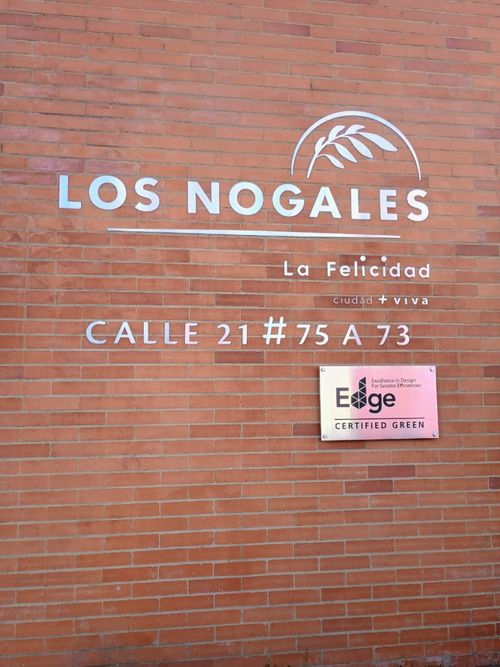 LOS NOGALES
La Felicidad
ciudad + viva
CALLE 21 # 75 A 73
Edge
Excellence In Design
For Greater Efficiencies
CERTIFIED GREEN